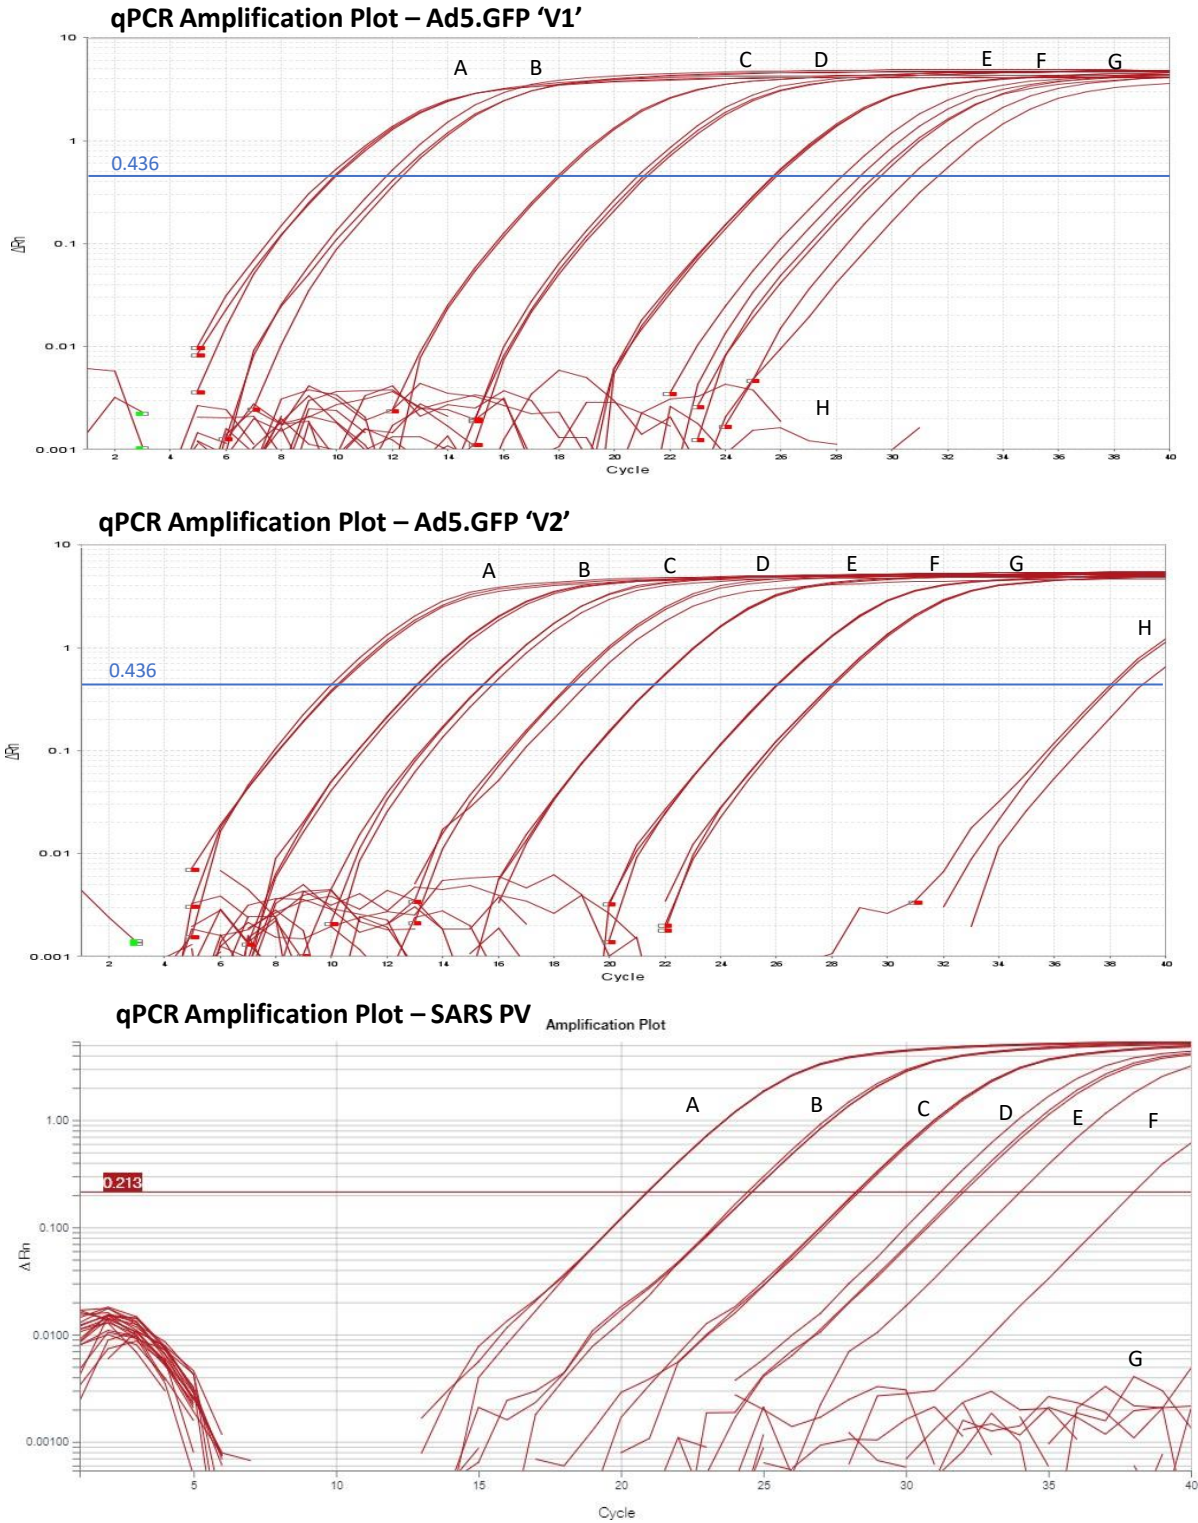 qPCR Amplification Plot – Ad5.GFP ‘V1’
10
A B C D E F G
1
0.436
ΔRn
0.1
0.01
H
0.001
2 4 6 8 10 12 14 16 18 20 22 24 26 28 30 32 34 36 38 40
Cycle
qPCR Amplification Plot – Ad5.GFP ‘V2’
10
A B C D E F G
H
1
0.436
ΔRn
0.1
0.01
0.001
2 4 6 8 10 12 14 16 18 20 22 24 26 28 30 32 34 36 38 40
Cycle
qPCR Amplification Plot – SARS PV
Amplification Plot
A B C D E F
1.00
0.213
0.100
Δ Rn
0.0100
G
0.00100
5 10 15 20 25 30 35 40
Cycle